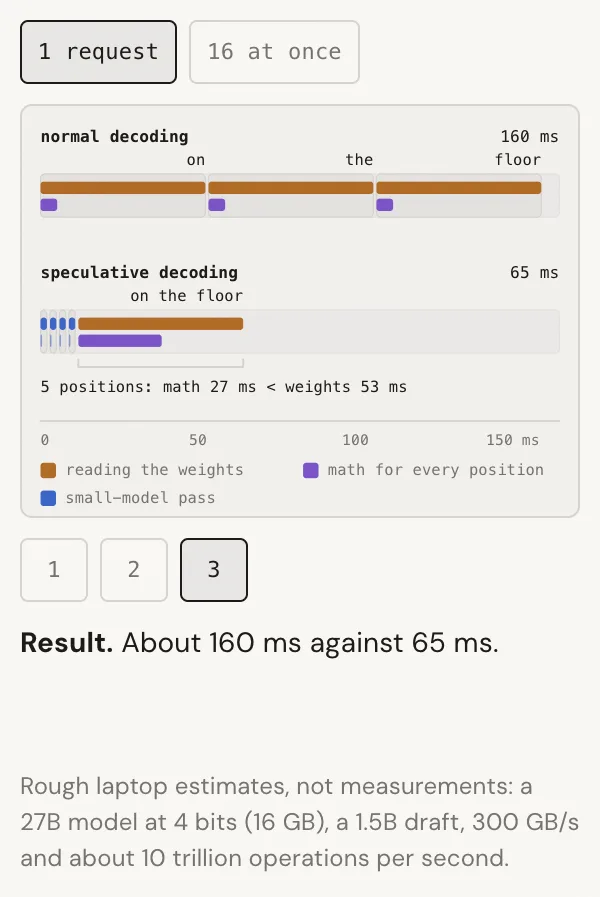 1 request 16 at once
normal decoding 160 ms
on the floor
speculative decoding 65 ms
on the floor
5 positions: math 27 ms < weights 53 ms
0 50 100 150 ms
reading the weights math for every position
small-model pass
1 2 3
Result. About 160 ms against 65 ms.
Rough laptop estimates, not measurements: a
27B model at 4 bits (16 GB), a 1.5B draft, 300 GB/s
and about 10 trillion operations per second.